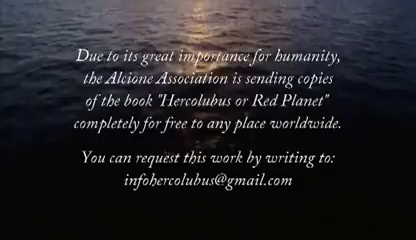 Due to its great importance for humanity,
the Alcione Association is sending copies
of the book "Hercolubus or Red Planet"
completely for free to any place worldwide.
You can request this work by writing to:
infohercolubus@gmail.com